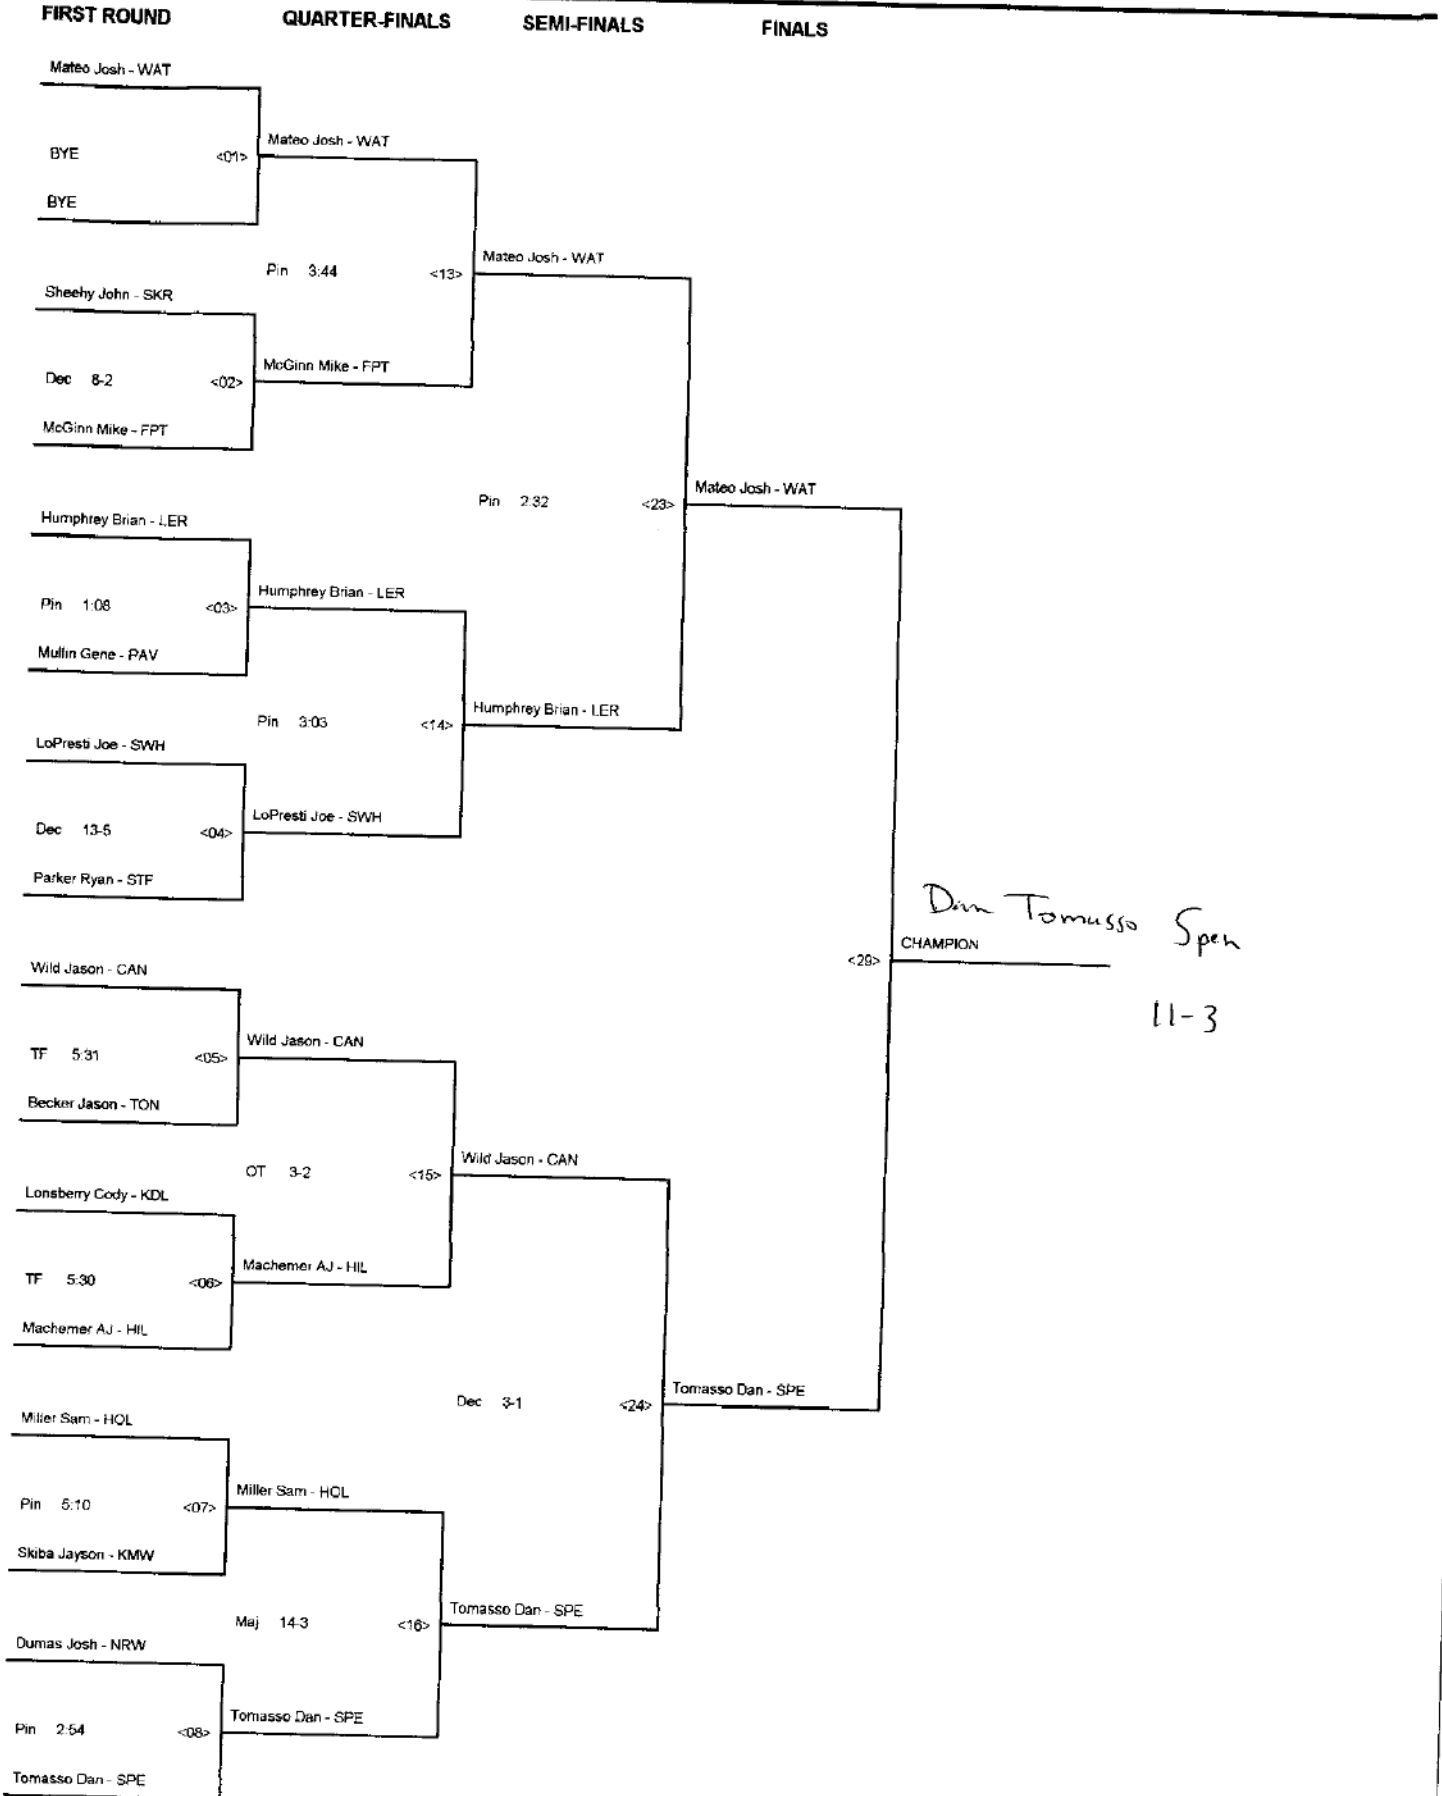 FIRST ROUND QUARTER-FINALS SEMI-FINALS FINALS
Mateo Josh - WAT
Mateo Josh - WAT
BYE <01>
BYE
Mateo Josh - WAT
Pin 3:44 <13>
Sheehy John - SKR
McGinn Mike - FPT
Dec 8-2 <02>
McGinn Mike - FPT
Mateo Josh - WAT
Pin 2:32 <23>
Humphrey Brian - LER
Humphrey Brian - LER
Pin 1:08 <03>
Mullin Gene - PAV
Humphrey Brian - LER
Pin 3:03 <14>
LoPresti Joe - SWH
LoPresti Joe - SWH
Dec 13-5 <04>
Parker Ryan - STF
Dan Tomasso Spen
CHAMPION
<29>
11-3
Wild Jason - CAN
Wild Jason - CAN
TF 5:31 <05>
Becker Jason - TON
Wild Jason - CAN
OT 3-2 <15>
Lonsberry Cody - KDL
Machemer AJ - HIL
TF 5:30 <06>
Machemer AJ - HIL
Tomasso Dan - SPE
Dec 3-1 <24>
Miller Sam - HOL
Miller Sam - HOL
Pin 5:10 <07>
Skiba Jayson - KMW
Tomasso Dan - SPE
Maj 14-3 <16>
Dumas Josh - NRW
Tomasso Dan - SPE
Pin 2:54 <08>
Tomasso Dan - SPE